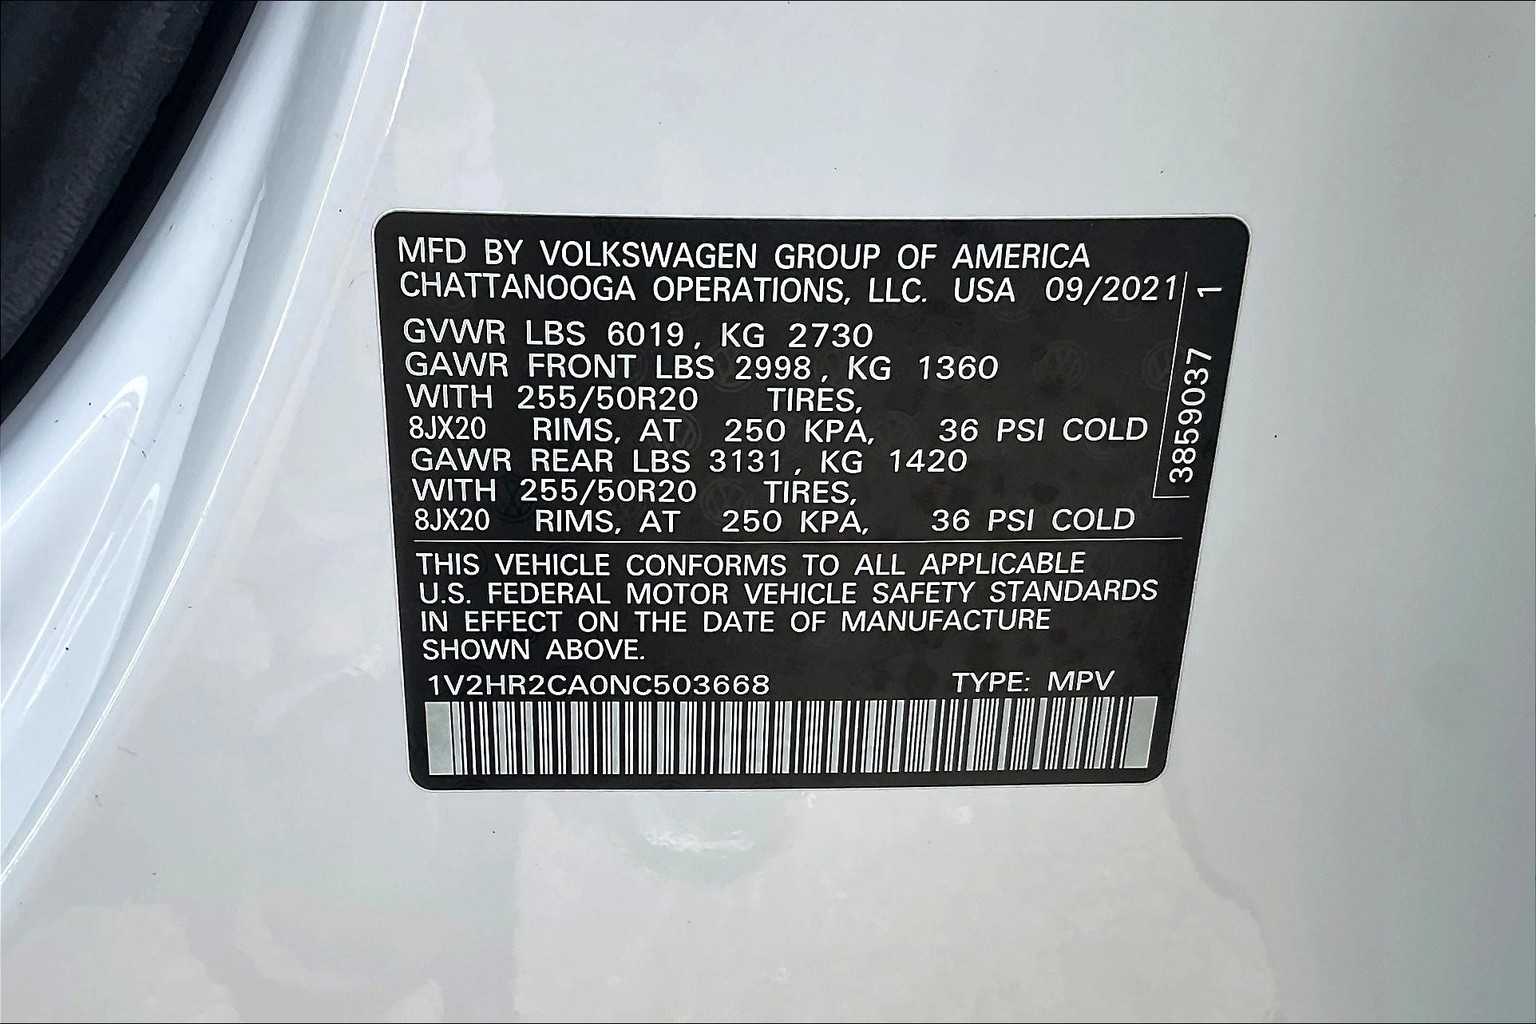 MFD BY VOLKSWAGEN GROUP OF AMERICA
CHATTANOOGA OPERATIONS, LLC. USA 09/2021
GVWR LBS 6019, KG 2730
GAWR FRONT LBS 2998, KG 1360
WITH 255/50R20 TIRES,
8JX20 RIMS, AT 250 KPA, 36 PSI COLD
GAWR REAR LBS 3131, KG 1420
WITH 255/50R20 TIRES,
8JX20 RIMS, AT 250 KPA, 36 PSI COLD
THIS VEHICLE CONFORMS TO ALL APPLICABLE
U.S. FEDERAL MOTOR VEHICLE SAFETY STANDARDS
IN EFFECT ON THE DATE OF MANUFACTURE
SHOWN ABOVE.
1V2HR2CA0NC503668 TYPE: MPV
3859037 1